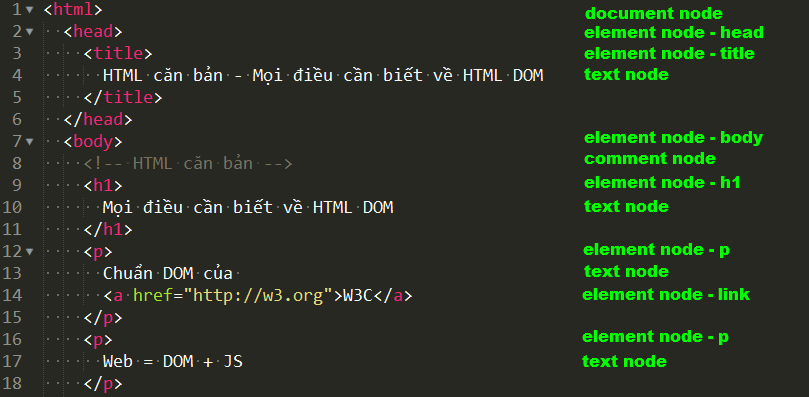 1 <html> document node
2 <head> element node - head
3 <title> element node - title
4 HTML căn bản - Mọi điều cần biết về HTML DOM text node
5 </title>
6 </head>
7 <body> element node - body
8 <!-- HTML căn bản --> comment node
9 <h1> element node - h1
10 Mọi điều cần biết về HTML DOM text node
11 </h1>
12 <p> element node - p
13 Chuẩn DOM của text node
14 <a href="http://w3.org">W3C</a> element node - link
15 </p>
16 <p> element node - p
17 Web = DOM + JS text node
18 </p>